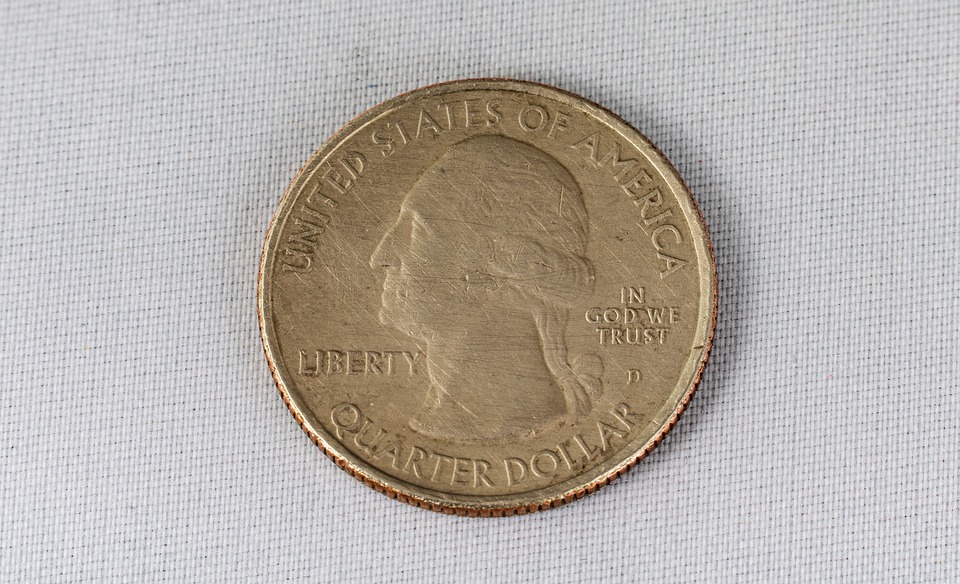 UNITED STATES OF AMERICA
LIBERTY
IN
GOD WE
TRUST
D
QUARTER DOLLAR